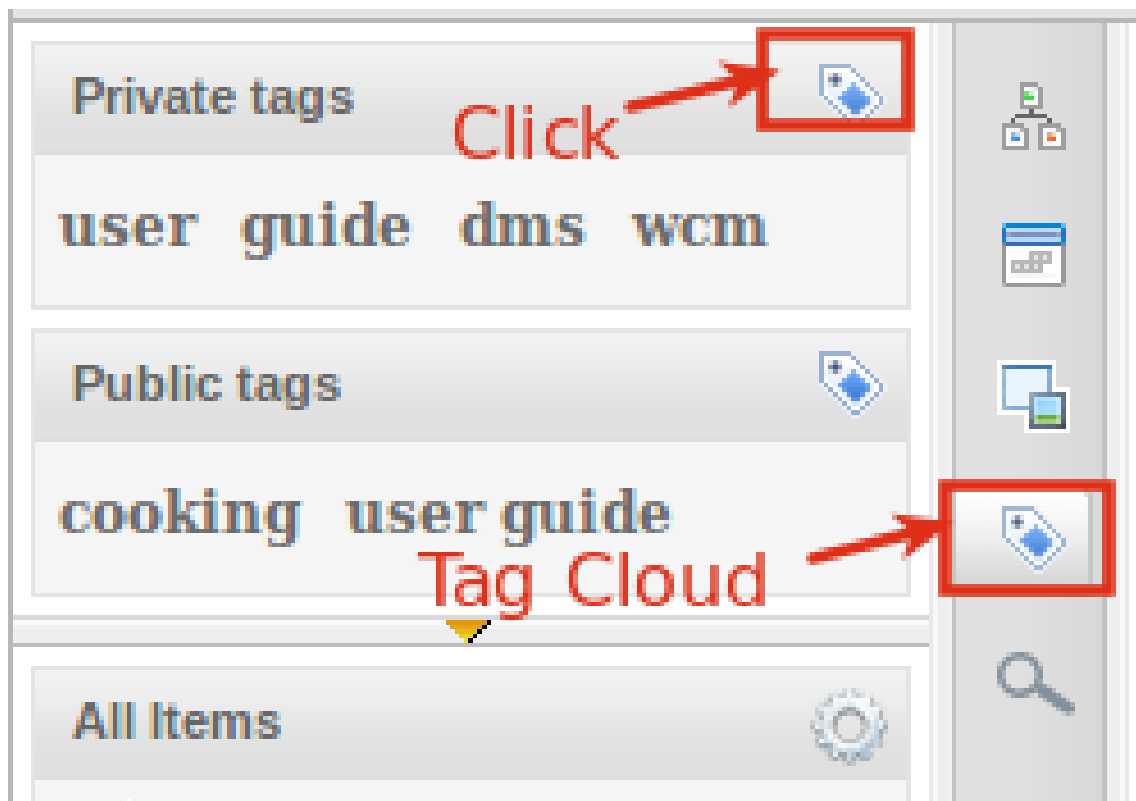 Private tags
Click
user guide dms wcm
Public tags
cooking user guide
Tag Cloud
All Items